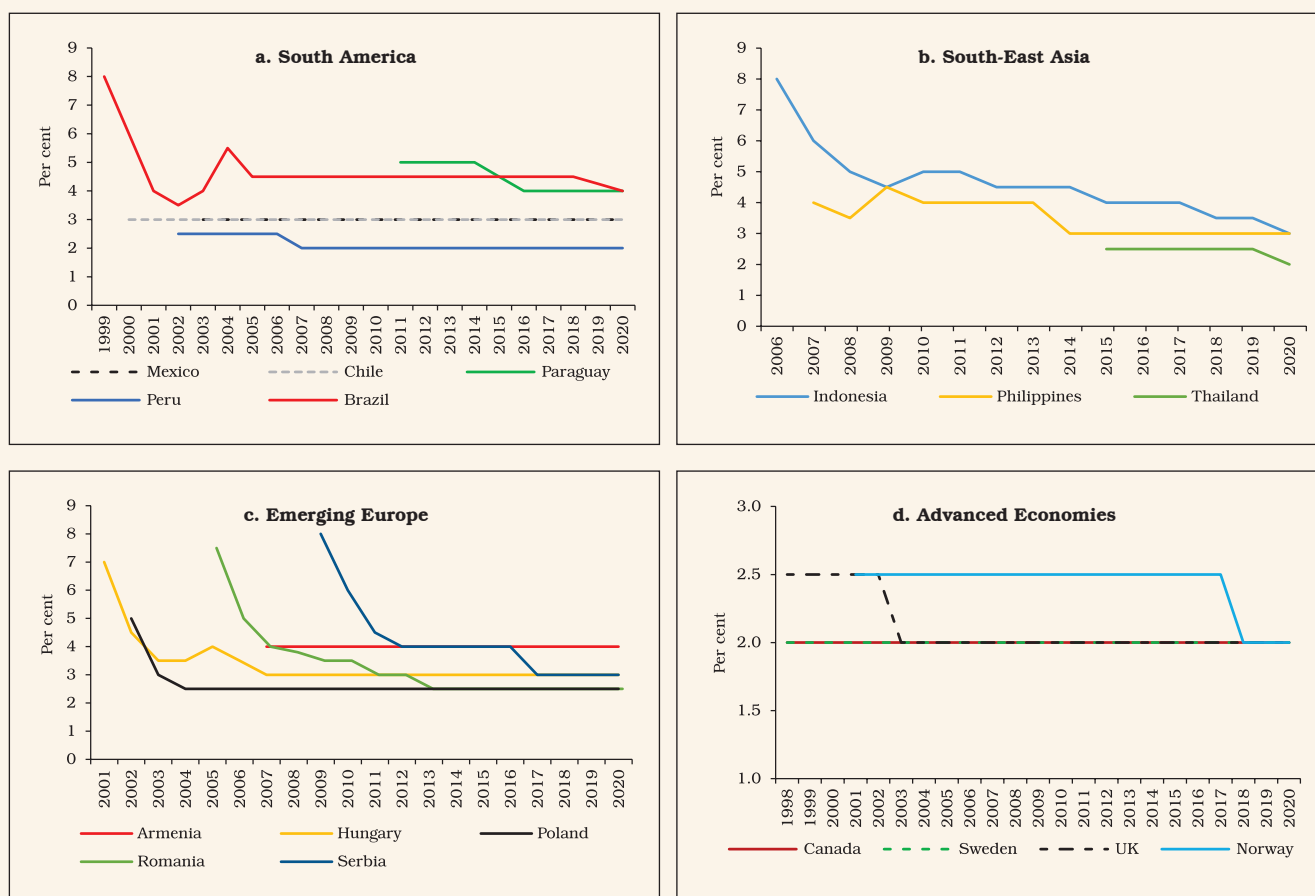 a. South America
Per cent
9
8
7
6
5
4
3
2
1
0
1999 2000 2001 2002 2003 2004 2005 2006 2007 2008 2009 2010 2011 2012 2013 2014 2015 2016 2017 2018 2019 2020
Mexico Chile Paraguay
Peru Brazil
b. South-East Asia
Per cent
9
8
7
6
5
4
3
2
1
0
2006 2007 2008 2009 2010 2011 2012 2013 2014 2015 2016 2017 2018 2019 2020
Indonesia Philippines Thailand
c. Emerging Europe
Per cent
9
8
7
6
5
4
3
2
1
0
2001 2002 2003 2004 2005 2006 2007 2008 2009 2010 2011 2012 2013 2014 2015 2016 2017 2018 2019 2020
Armenia Hungary Poland
Romania Serbia
d. Advanced Economies
Per cent
3.0
2.5
2.0
1.5
1.0
1998 1999 2000 2001 2002 2003 2004 2005 2006 2007 2008 2009 2010 2011 2012 2013 2014 2015 2016 2017 2018 2019 2020
Canada Sweden UK Norway